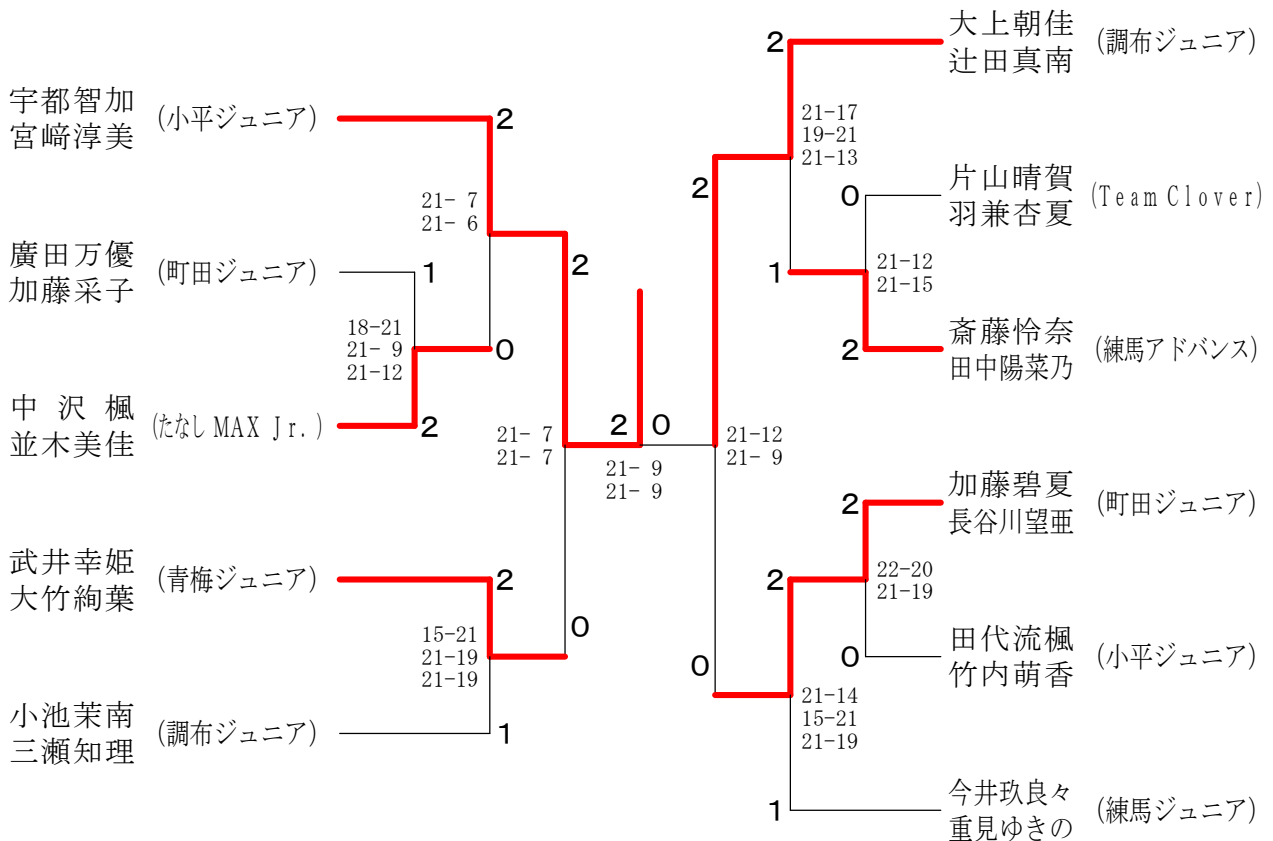 宇都智加
宮﨑淳美
(小平ジュニア)
2
21- 7
21- 6
廣田万優
加藤采子
(町田ジュニア)
1
18-21
21- 9
21-12
0
中沢楓
並木美佳
(たなし MAX Jr.)
2
2
21- 7
21- 7
武井幸姫
大竹絢葉
(青梅ジュニア)
2
15-21
21-19
21-19
0
小池茉南
三瀬知理
(調布ジュニア)
1
2
0
21- 9
21- 9
大上朝佳
辻田真南
(調布ジュニア)
2
21-17
19-21
21-13
2
片山晴賀
羽兼杏夏
(Team Clover)
0
1
21-12
21-15
斎藤怜奈
田中陽菜乃
(練馬アドバンス)
2
21-12
21- 9
加藤碧夏
長谷川望亜
(町田ジュニア)
2
22-20
21-19
2
田代流楓
竹内萌香
(小平ジュニア)
0
0
21-14
15-21
21-19
今井玖良々
重見ゆきの
(練馬ジュニア)
1